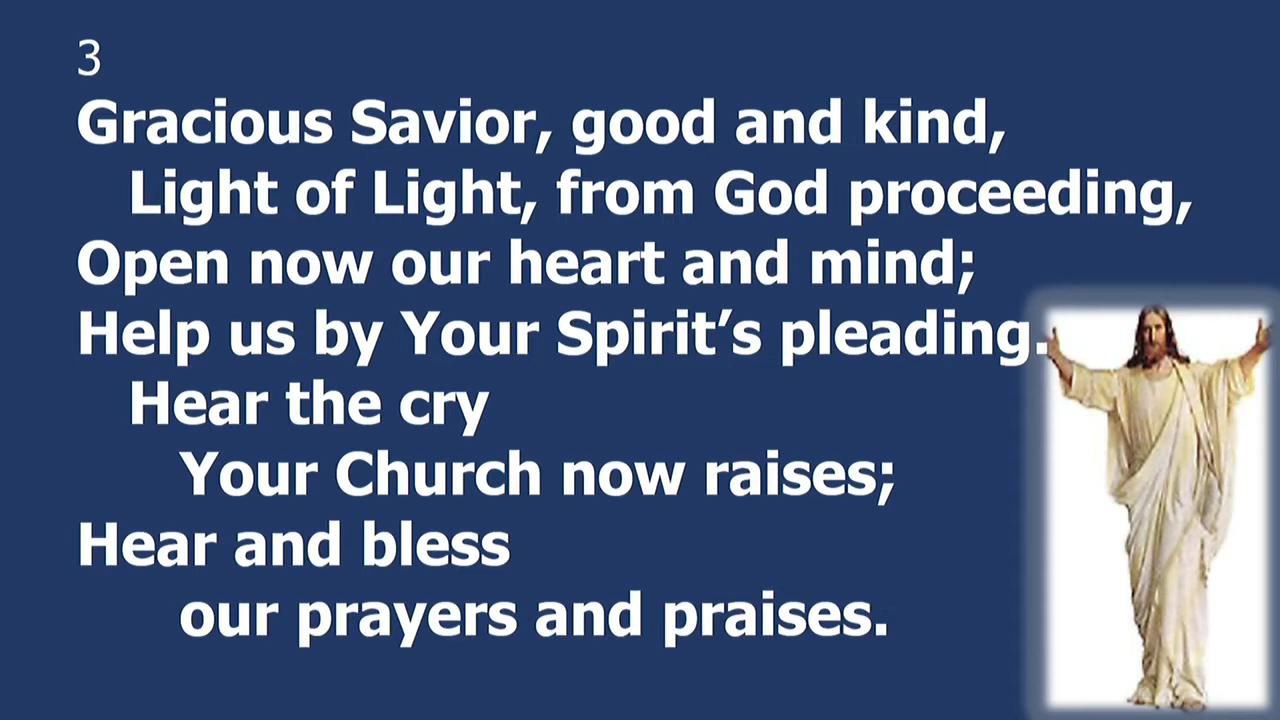 3
Gracious Savior, good and kind,
Light of Light, from God proceeding,
Open now our heart and mind;
Help us by Your Spirit’s pleading.
Hear the cry
Your Church now raises;
Hear and bless
our prayers and praises.